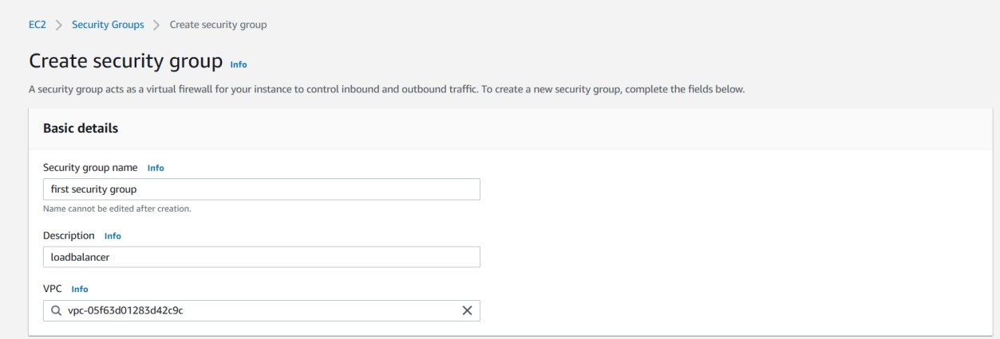 EC2 > Security Groups > Create security group
Create security group Info
A security group acts as a virtual firewall for your instance to control inbound and outbound traffic. To create a new security group, complete the fields below.
Basic details
Security group name Info
first security group
Name cannot be edited after creation.
Description Info
loadbalancer
VPC Info
vpc-05f63d01283d42c9c